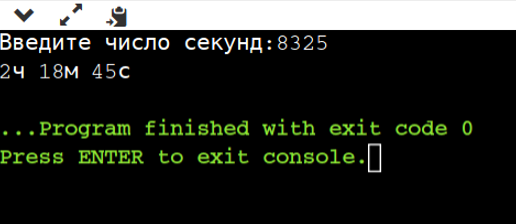 Введите число секунд:8325
2ч 18м 45с
...Program finished with exit code 0
Press ENTER to exit console.